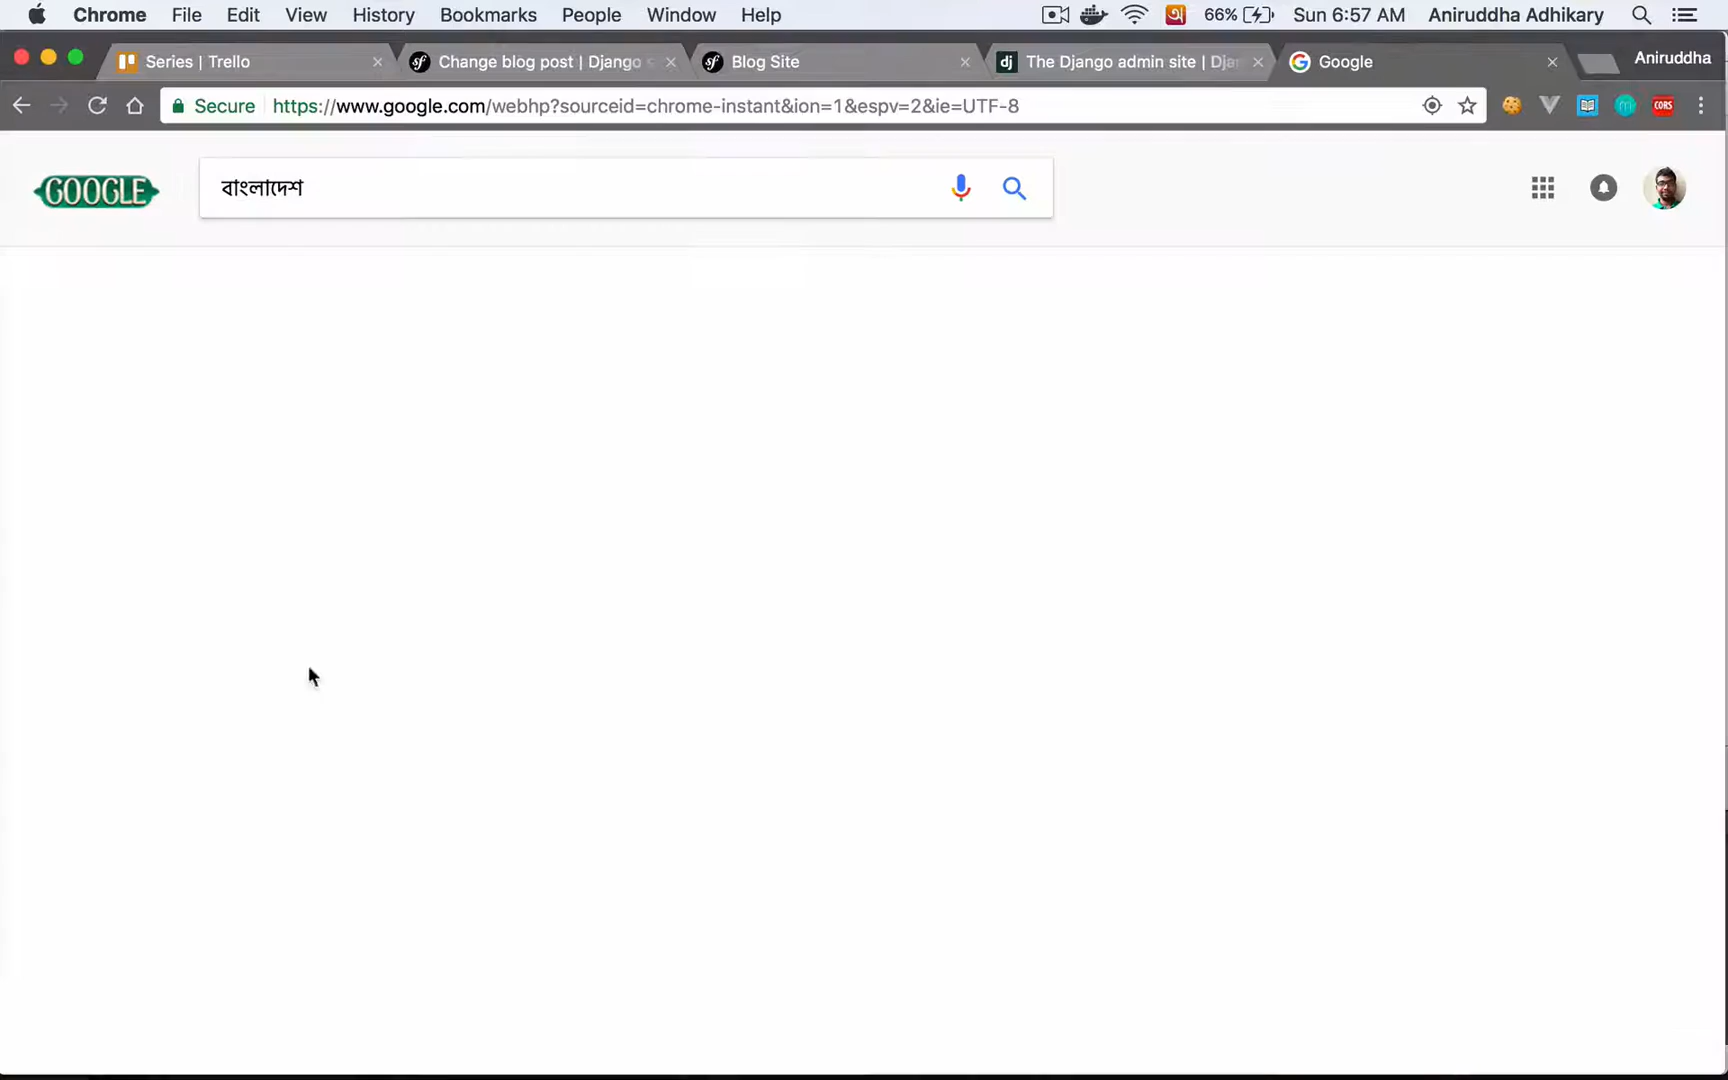 Chrome File Edit View History Bookmarks People Window Help 66% Sun 6:57 AM Aniruddha Adhikary
Series | Trello Change blog post | Django s Blog Site The Django admin site | Dja Google Aniruddha
Secure https://www.google.com/webhp?sourceid=chrome-instant&ion=1&espv=2&ie=UTF-8 CORS
GOOGLE বাংলাদেশ